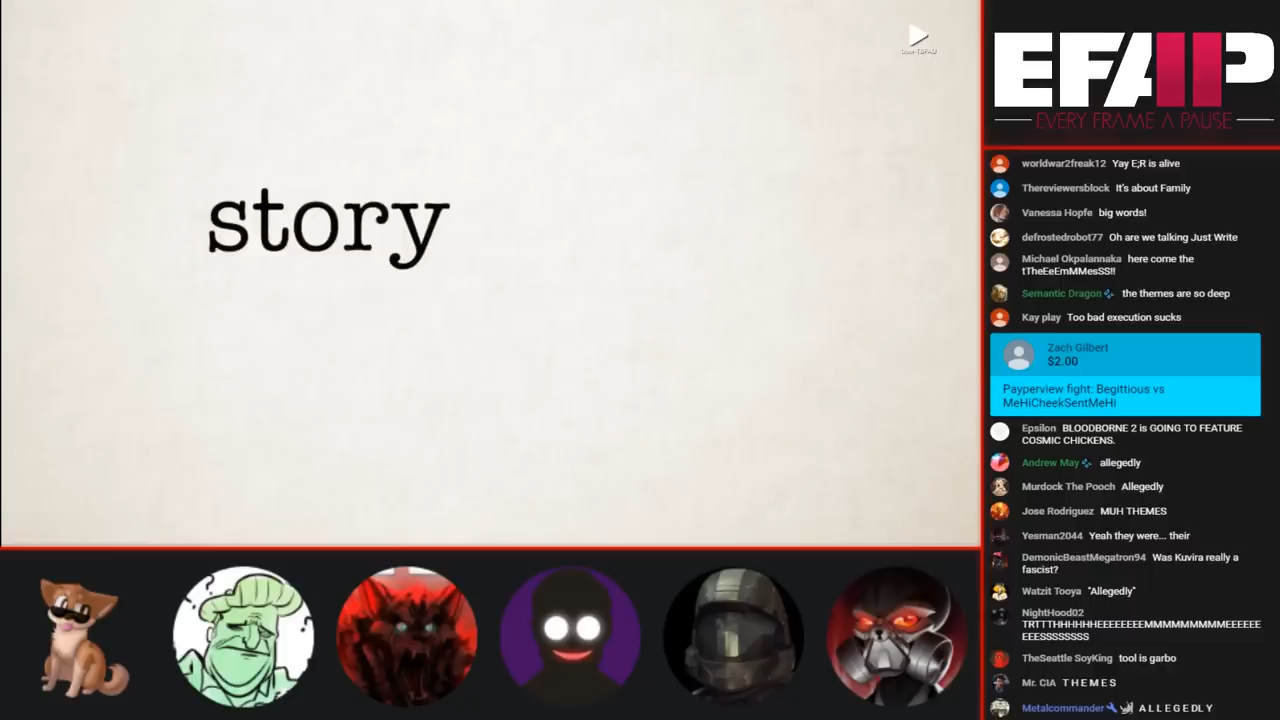 story
EFAP
EVERY FRAME A PAUSE
worldwar2freak12 Yay E;R is alive
Thereviewersblock It's about Family
Vanessa Hopfe big words!
defrostedrobot77 Oh are we talking Just Write
Michael Okpalannaka here come the
tTheEeEmMMesSS!!
Semantic Dragon the themes are so deep
Kay play Too bad execution sucks
Zach Gilbert
$2.00
Payperview fight: Begittious vs
MeHiCheekSentMeHi
Epsilon BLOODBORNE 2 is GOING TO FEATURE
COSMIC CHICKENS.
Andrew May allegedly
Murdock The Pooch Allegedly
Jose Rodriguez MUH THEMES
Yesman2044 Yeah they were... their
DemonicBeastMegatron94 Was Kuvira really a
fascist?
Watzit Tooya "Allegedly"
NightHood02
TRTTTHHHHHHEEEEEEEEMMMMMMMMMEEEEEE
EEESSSSSSSS
TheSeattle SoyKing tool is garbo
Mr. CIA T H E M E S
Metalcommander A L L E G E D L Y